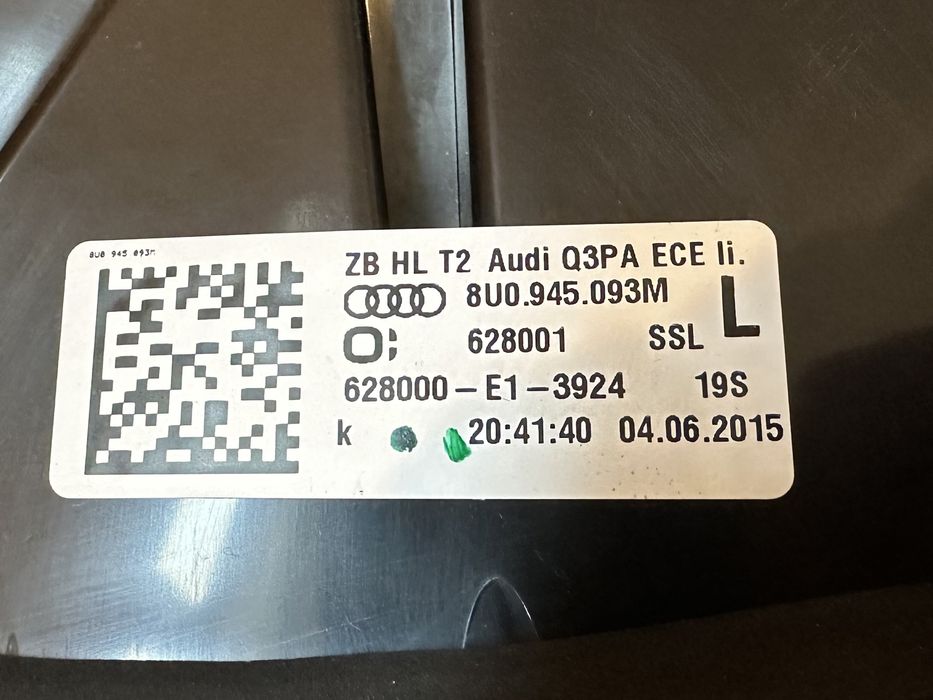 8U0 945 093M
ZB HL T2 Audi Q3PA ECE li.
8U0.945.093M L
628001 SSL
628000-E1-3924 19S
k 20:41:40 04.06.2015